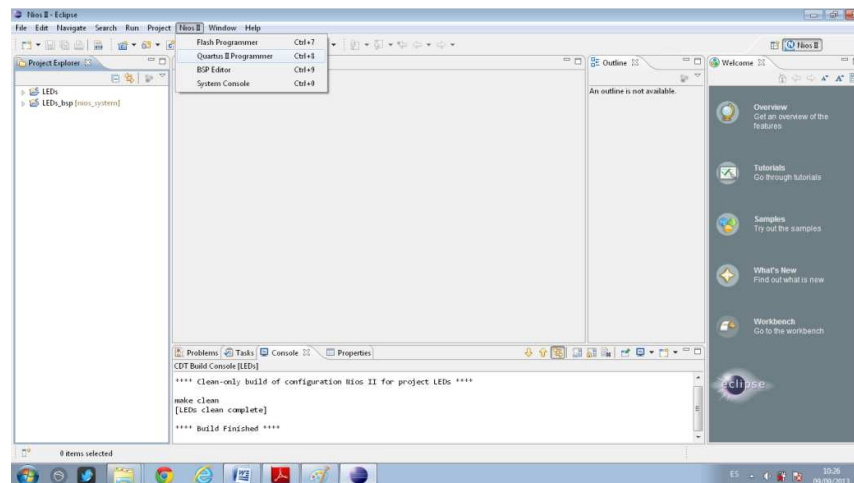 Nios II - Eclipse
File Edit Navigate Search Run Project Nios II Window Help
Flash Programmer Ctrl+7
Quartus II Programmer Ctrl+8
BSP Editor Ctrl+9
System Console Ctrl+0
Nios II
Project Explorer
LEDs
LEDs_bsp [nios_system]
Outline
An outline is not available.
Welcome
Overview
Get an overview of the features
Tutorials
Go through tutorials
Samples
Try out the samples
What's New
Find out what is new
Workbench
Go to the workbench
eclipse
Problems Tasks Console Properties
CDT Build Console [LEDs]
**** Clean-only build of configuration Nios II for project LEDs ****
make clean
[LEDs clean complete]
**** Build Finished ****
0 items selected
ES
10:26
09/09/2013